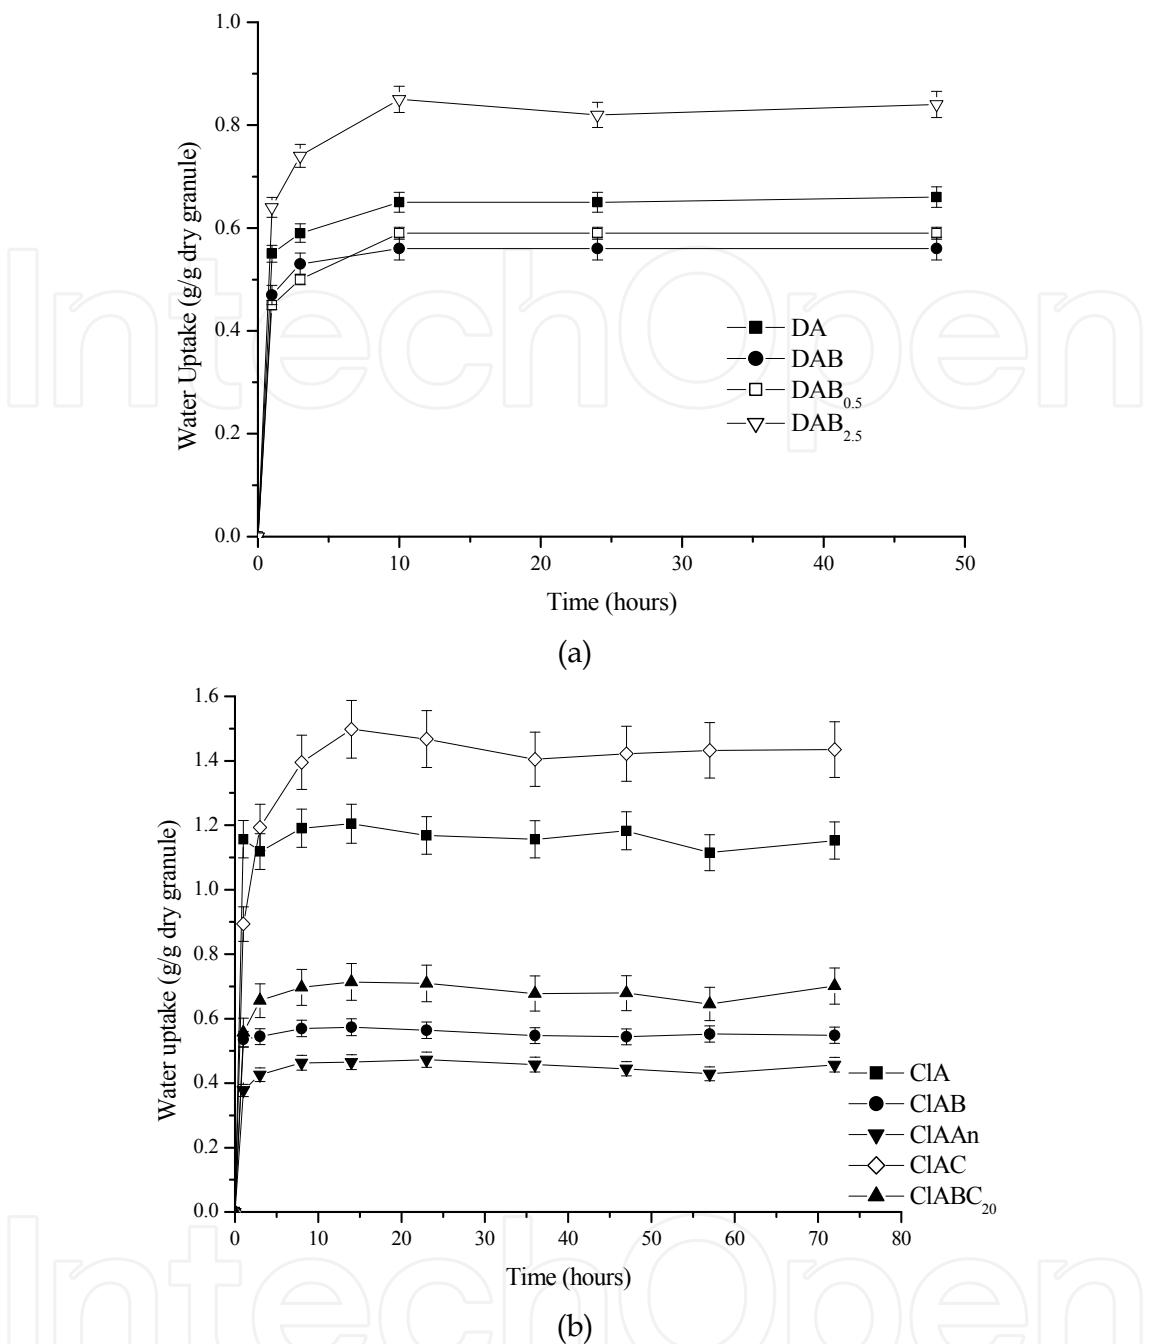 1.0
0.8
0.6
0.4
0.2
0.0
Water Uptake (g/g dry granule)
DA
DAB
DAB0.5
DAB2.5
0 10 20 30 40 50
Time (hours)
(a)
1.6
1.4
1.2
1.0
0.8
0.6
0.4
0.2
0.0
Water uptake (g/g dry granule)
ClA
ClAB
ClAAn
ClAC
ClABC20
0 10 20 30 40 50 60 70 80
Time (hours)
(b)
IntechOpen
IntechOpen